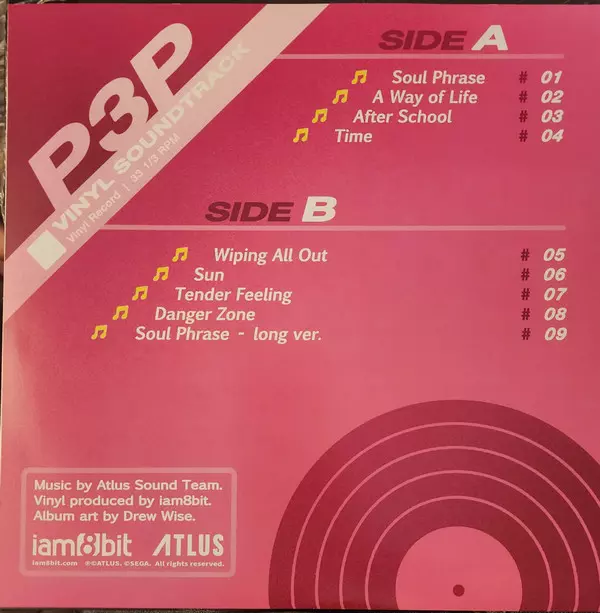 P3P
VINYL SOUNDTRACK
Vinyl Record | 33 1/3 RPM
SIDE A
Soul Phrase # 01
A Way of Life # 02
After School # 03
Time # 04
SIDE B
Wiping All Out # 05
Sun # 06
Tender Feeling # 07
Danger Zone # 08
Soul Phrase - long ver. # 09
Music by Atlus Sound Team.
Vinyl produced by iam8bit.
Album art by Drew Wise.
iam8bit ATLUS
iam8bit.com ©©ATLUS. ©SEGA. All rights reserved.